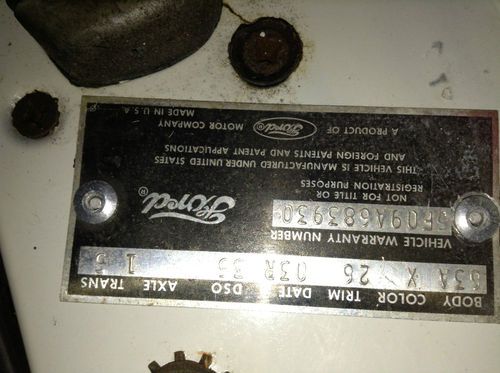 BODY COLOR TRIM DATE DSO AXLE TRANS
63A X 26 03R 35 1 5
VEHICLE WARRANTY NUMBER
5F09A683930
Ford®
NOT FOR TITLE OR
REGISTRATION PURPOSES
THIS VEHICLE IS MANUFACTURED UNDER UNITED STATES
AND FOREIGN PATENTS AND PATENT APPLICATIONS
A PRODUCT OF Ford® MOTOR COMPANY
MADE IN U.S.A.